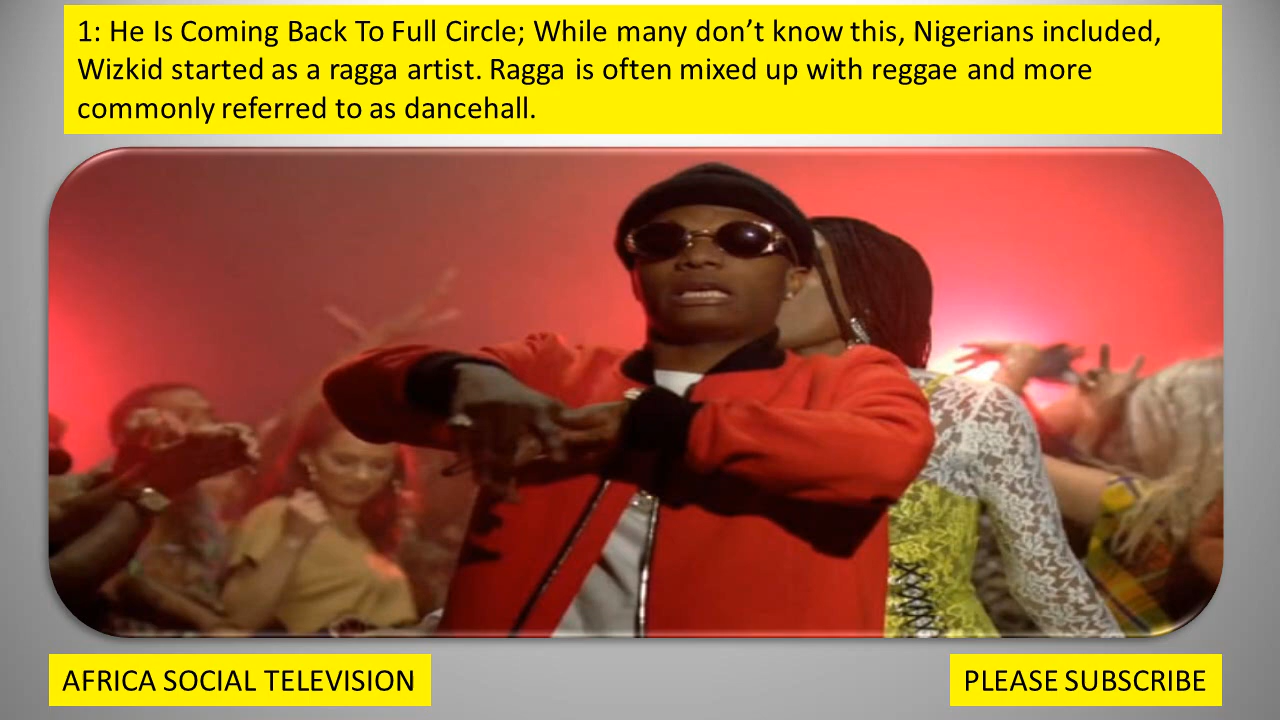 1: He Is Coming Back To Full Circle; While many don’t know this, Nigerians included,
Wizkid started as a ragga artist. Ragga is often mixed up with reggae and more
commonly referred to as dancehall.
AFRICA SOCIAL TELEVISION
PLEASE SUBSCRIBE